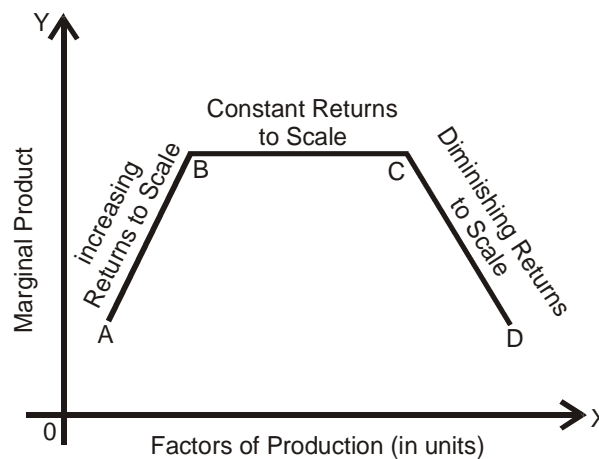 Y
Constant Returns
to Scale
increasing
Returns to Scale
B
C
Diminishing Returns
to Scale
Marginal Product
A
D
0
X
Factors of Production (in units)